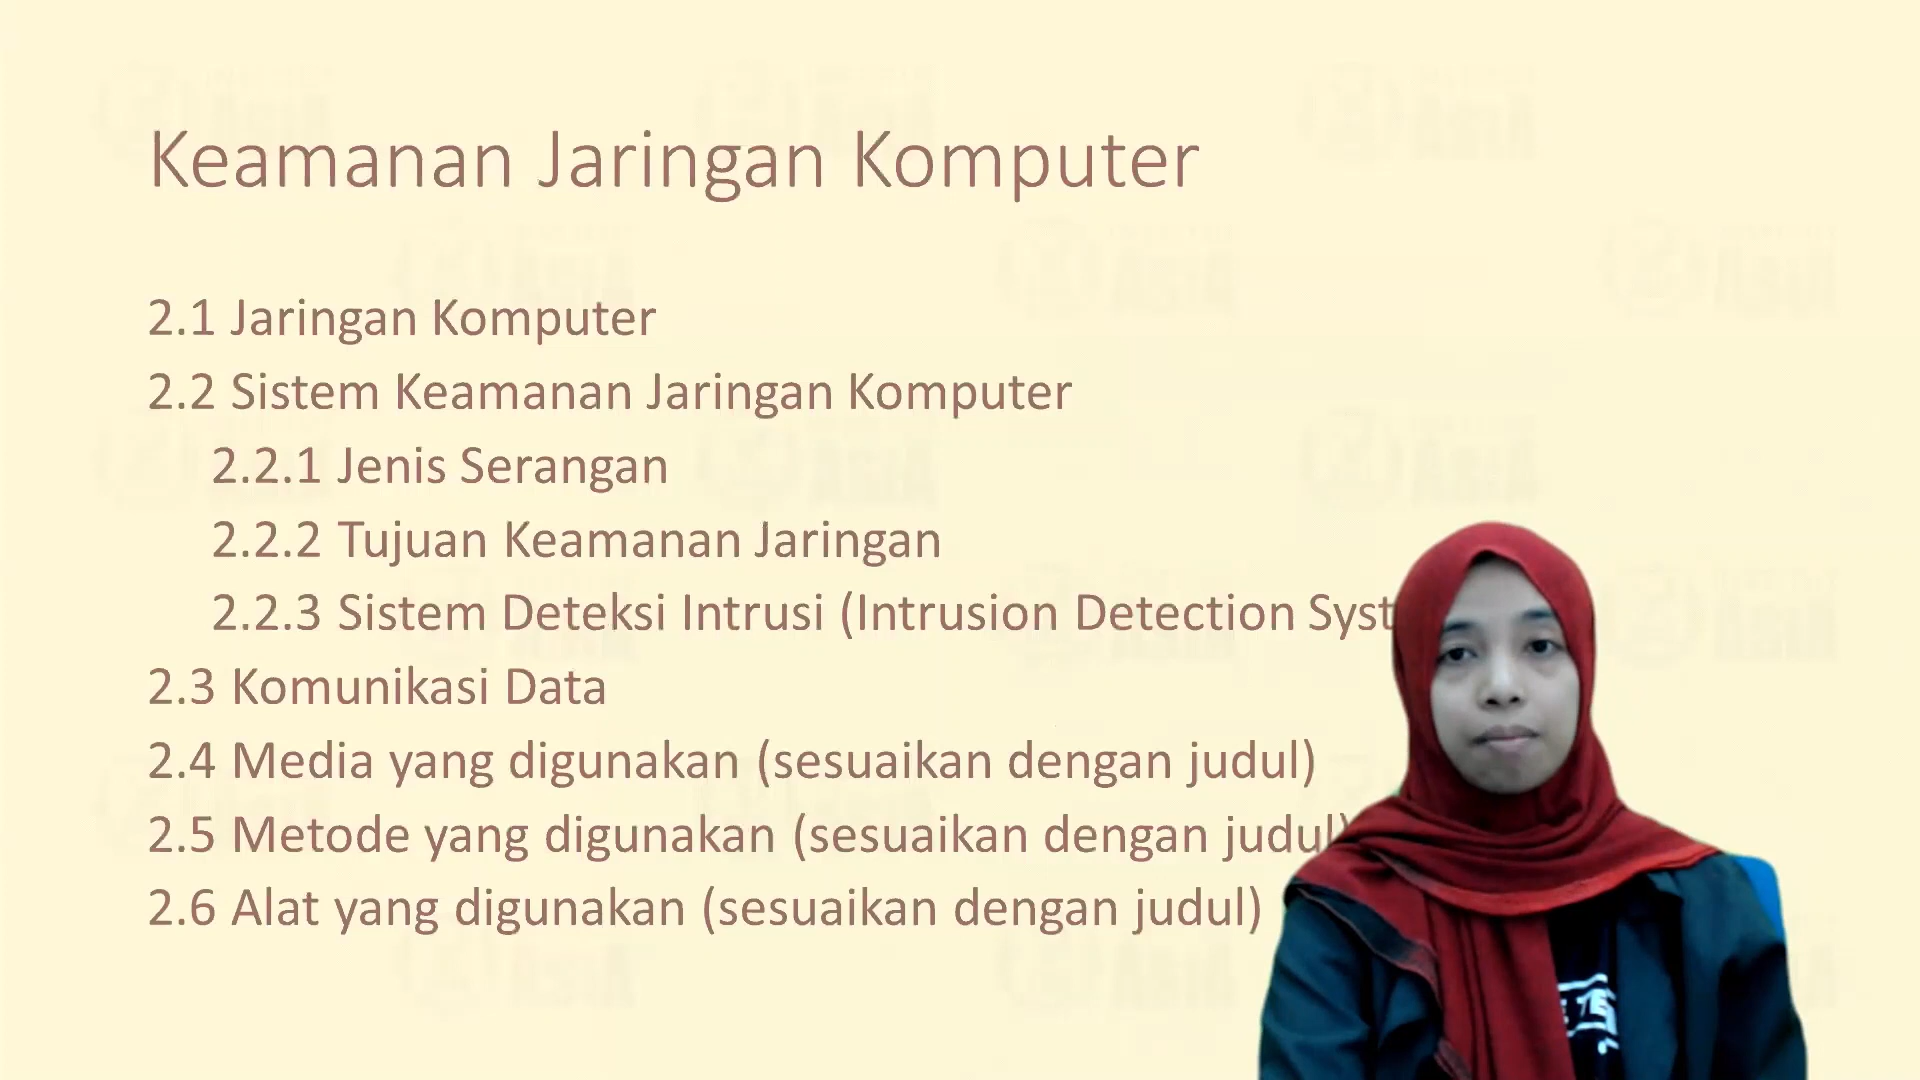 Keamanan Jaringan Komputer
2.1 Jaringan Komputer
2.2 Sistem Keamanan Jaringan Komputer
2.2.1 Jenis Serangan
2.2.2 Tujuan Keamanan Jaringan
2.2.3 Sistem Deteksi Intrusi (Intrusion Detection Syst
2.3 Komunikasi Data
2.4 Media yang digunakan (sesuaikan dengan judul)
2.5 Metode yang digunakan (sesuaikan dengan judul)
2.6 Alat yang digunakan (sesuaikan dengan judul)